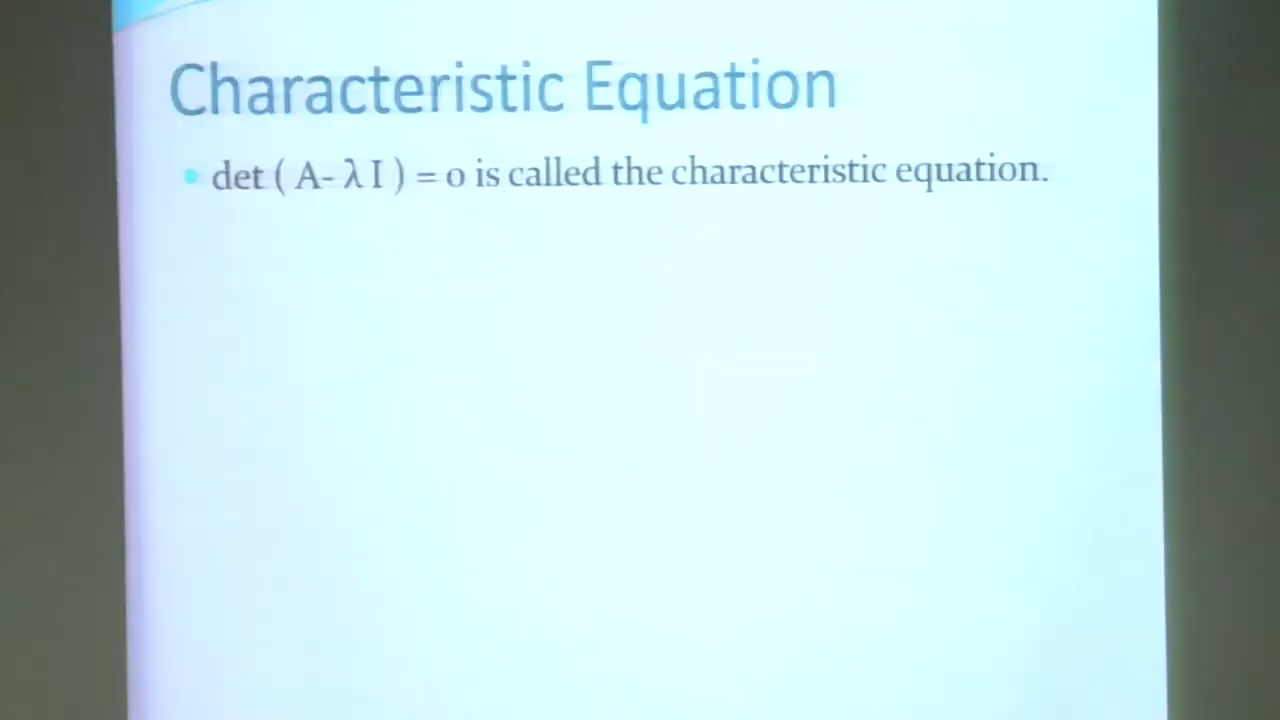 Characteristic Equation
• det ( A- λ I ) = 0 is called the characteristic equation.